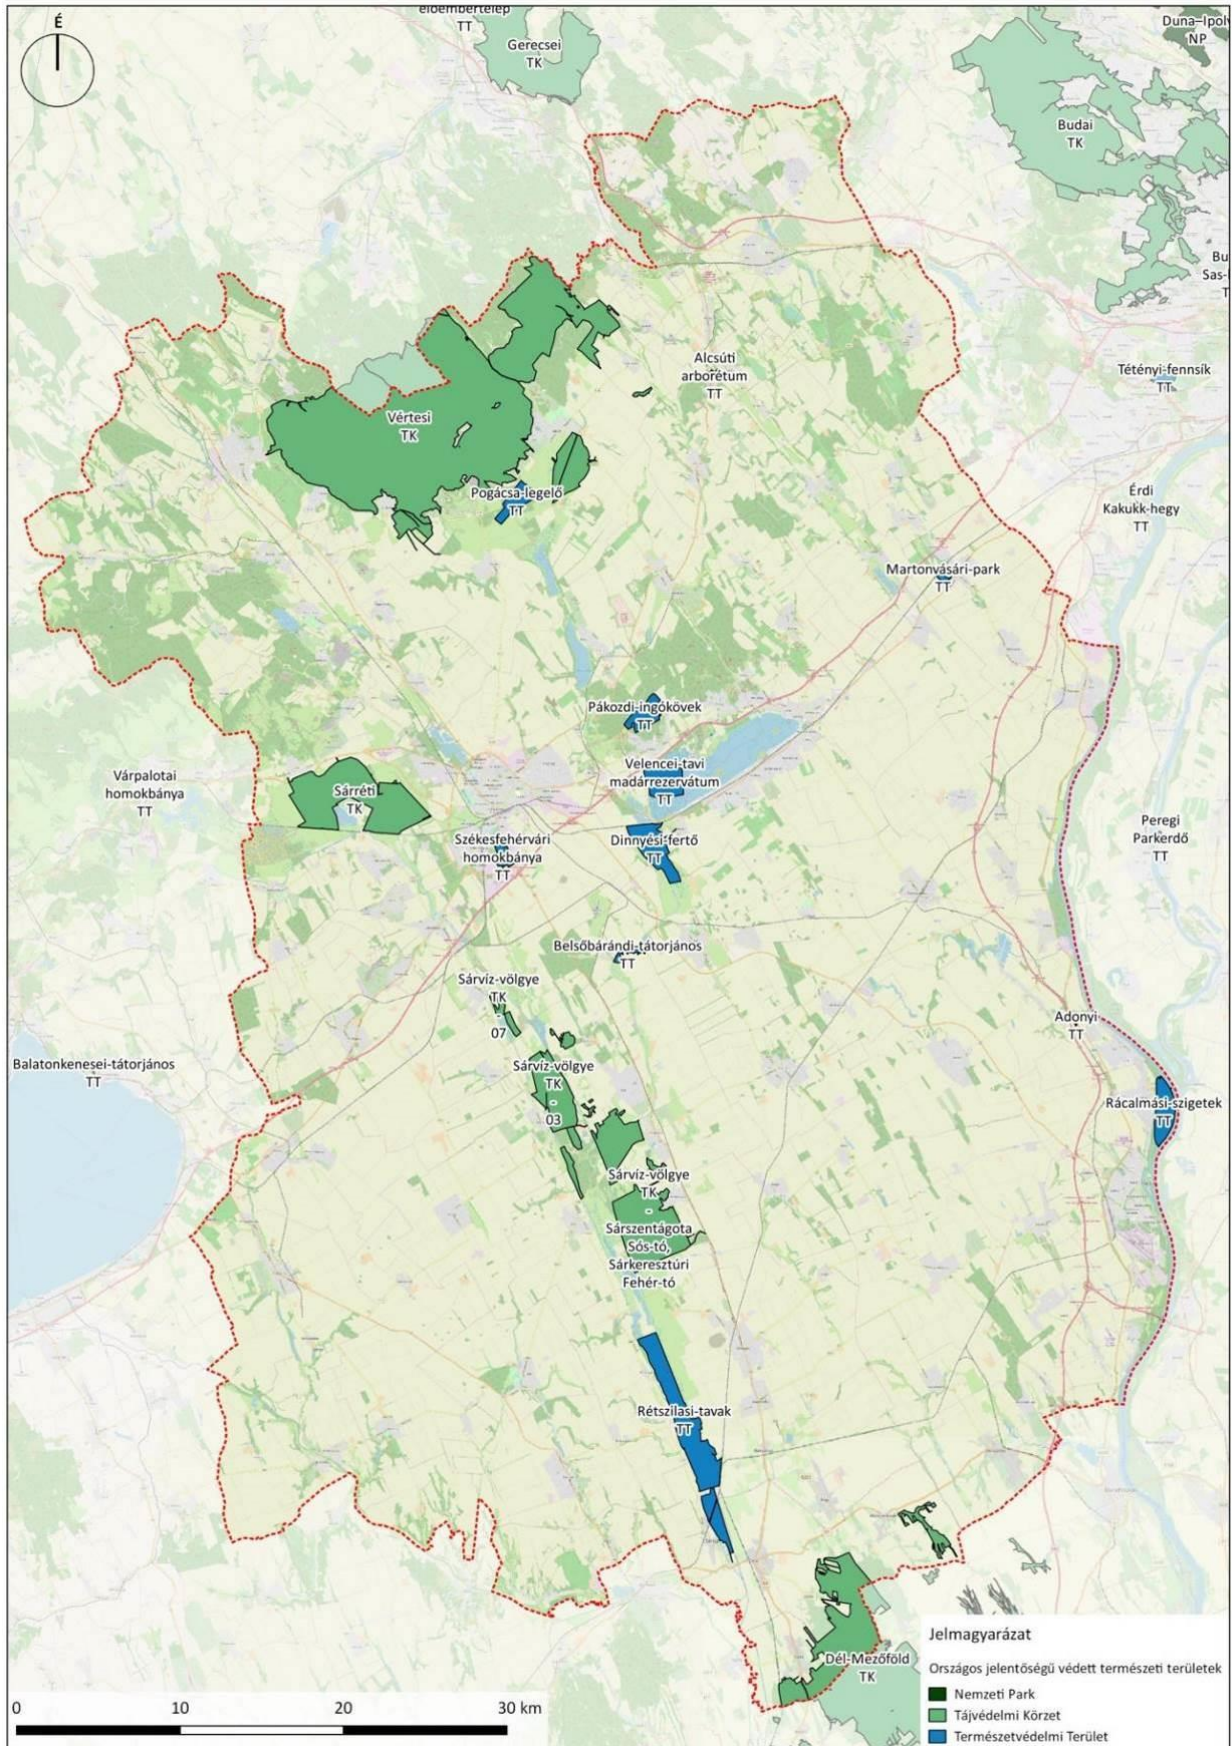 É
előembertelep
TT
Gerecsei
TK
NP
Budai
TK
Alcsúti
arborétum
TT
Tétényi-fennsík
TT
Vértesi
TK
Pogácsa-legelő
TT
Érdi
Kakukk-hegy
TT
Martonvásári-park
TT
Pákozdi-ingókövek
TT
Velencei-tavi
madárrezervátum
TT
Várpalotai
homokbánya
TT
Sárréti
TK
Székesfehérvári
homokbánya
TT
Dinnyési-fertő
TT
Peregi
Parkerdő
TT
Belsőbárándi-tátorjános
TT
Sárvíz-völgye
TK
-
07
Adonyi
TT
Balatonkenesei-tátorjános
TT
Sárvíz-völgye
TK
-
03
Rácalmási-szigetek
TT
Sárvíz-völgye
TK
-
Sárszentágota
Sós-tó,
Sárkeresztúri
Fehér-tó
Rétszilasi-tavak
TT
Dél-Mezőföld
TK
Jelmagyarázat
Országos jelentőségű védett természeti területek
Nemzeti Park
Tájvédelmi Körzet
Természetvédelmi Terület
0 10 20 30 km